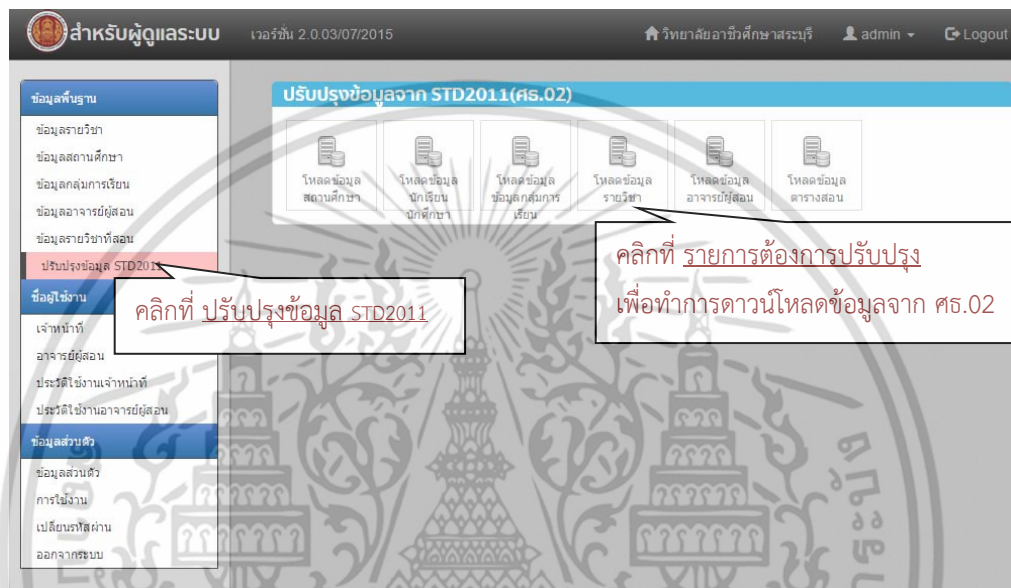 สำหรับผู้ดูแลระบบ เวอร์ชั่น 2.0.03/07/2015 วิทยาลัยอาชีวศึกษาสระบุรี admin Logout
ข้อมูลพื้นฐาน
ข้อมูลรายวิชา
ข้อมูลสถานศึกษา
ข้อมูลกลุ่มการเรียน
ข้อมูลอาจารย์ผู้สอน
ข้อมูลรายวิชาที่สอน
ปรับปรุงข้อมูล STD2011
ชื่อผู้ใช้งาน
เจ้าหน้าที่
อาจารย์ผู้สอน
ประวัติใช้งานเจ้าหน้าที่
ประวัติใช้งานอาจารย์ผู้สอน
ข้อมูลส่วนตัว
ข้อมูลส่วนตัว
การใช้งาน
เปลี่ยนรหัสผ่าน
ออกจากระบบ
ปรับปรุงข้อมูลจาก STD2011(ศธ.02)
โหลดข้อมูล
สถานศึกษา
โหลดข้อมูล
นักเรียน
นักศึกษา
โหลดข้อมูล
ข้อมูลกลุ่มการ
เรียน
โหลดข้อมูล
รายวิชา
โหลดข้อมูล
อาจารย์ผู้สอน
โหลดข้อมูล
ตารางสอน
คลิกที่ ปรับปรุงข้อมูล STD2011
คลิกที่ รายการต้องการปรับปรุง
เพื่อทำการดาวน์โหลดข้อมูลจาก ศธ.02